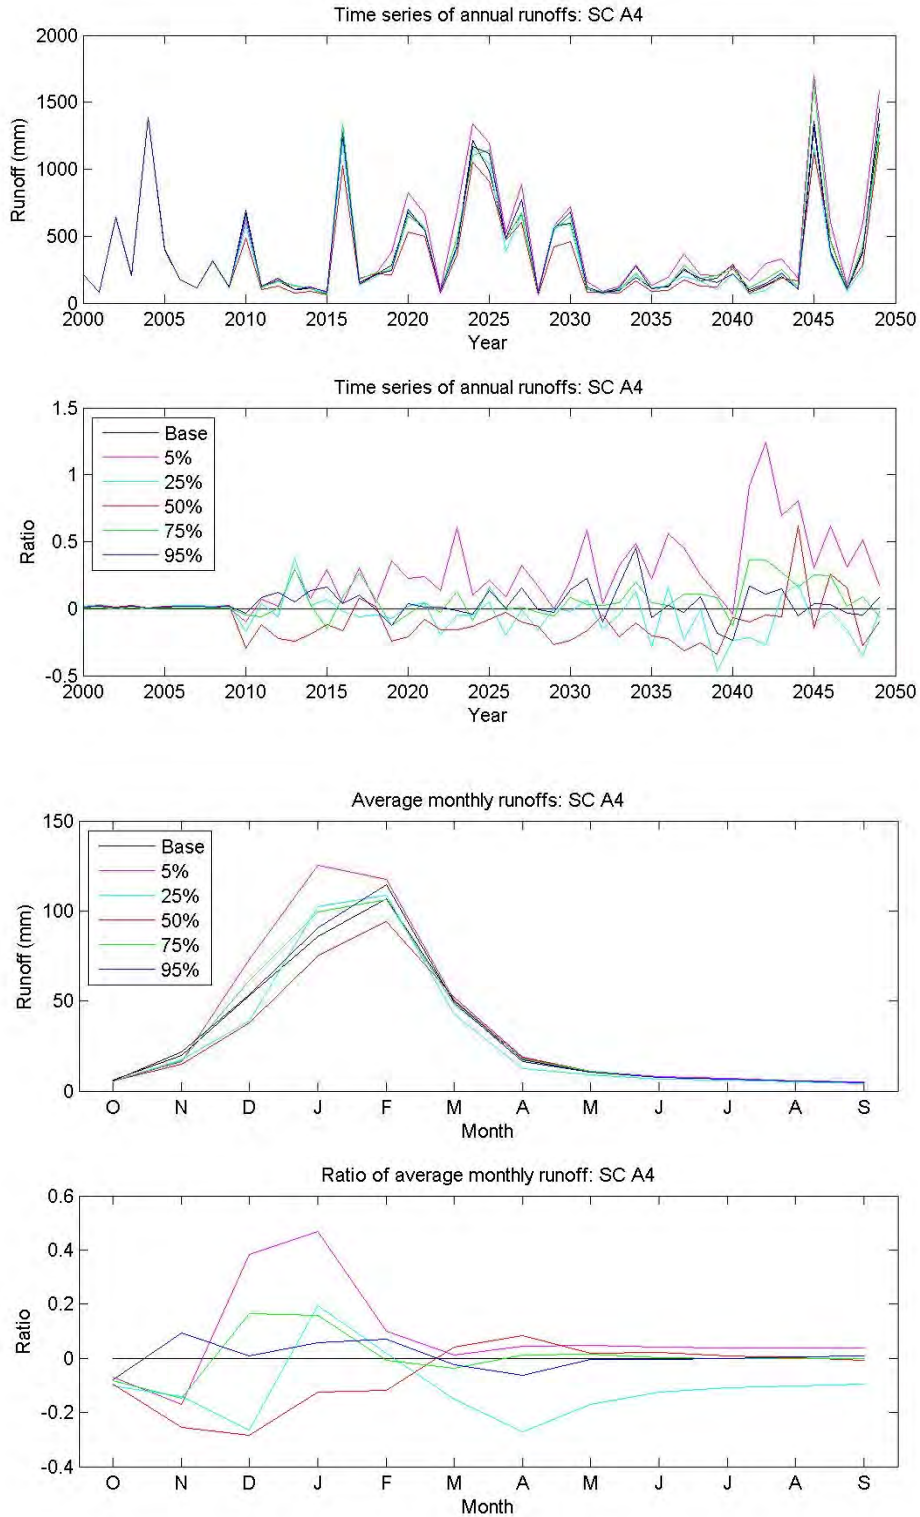 Time series of annual runoffs: SC A4
2000
1500
1000
500
0
Runoff (mm)
2000 2005 2010 2015 2020 2025 2030 2035 2040 2045 2050
Year
Time series of annual runoffs: SC A4
1.5
1
0.5
0
-0.5
Ratio
Base
5%
25%
50%
75%
95%
2000 2005 2010 2015 2020 2025 2030 2035 2040 2045 2050
Year
Average monthly runoffs: SC A4
150
100
50
0
Runoff (mm)
Base
5%
25%
50%
75%
95%
O N D J F M A M J J A S
Month
Ratio of average monthly runoff: SC A4
0.6
0.4
0.2
0
-0.2
-0.4
Ratio
O N D J F M A M J J A S
Month